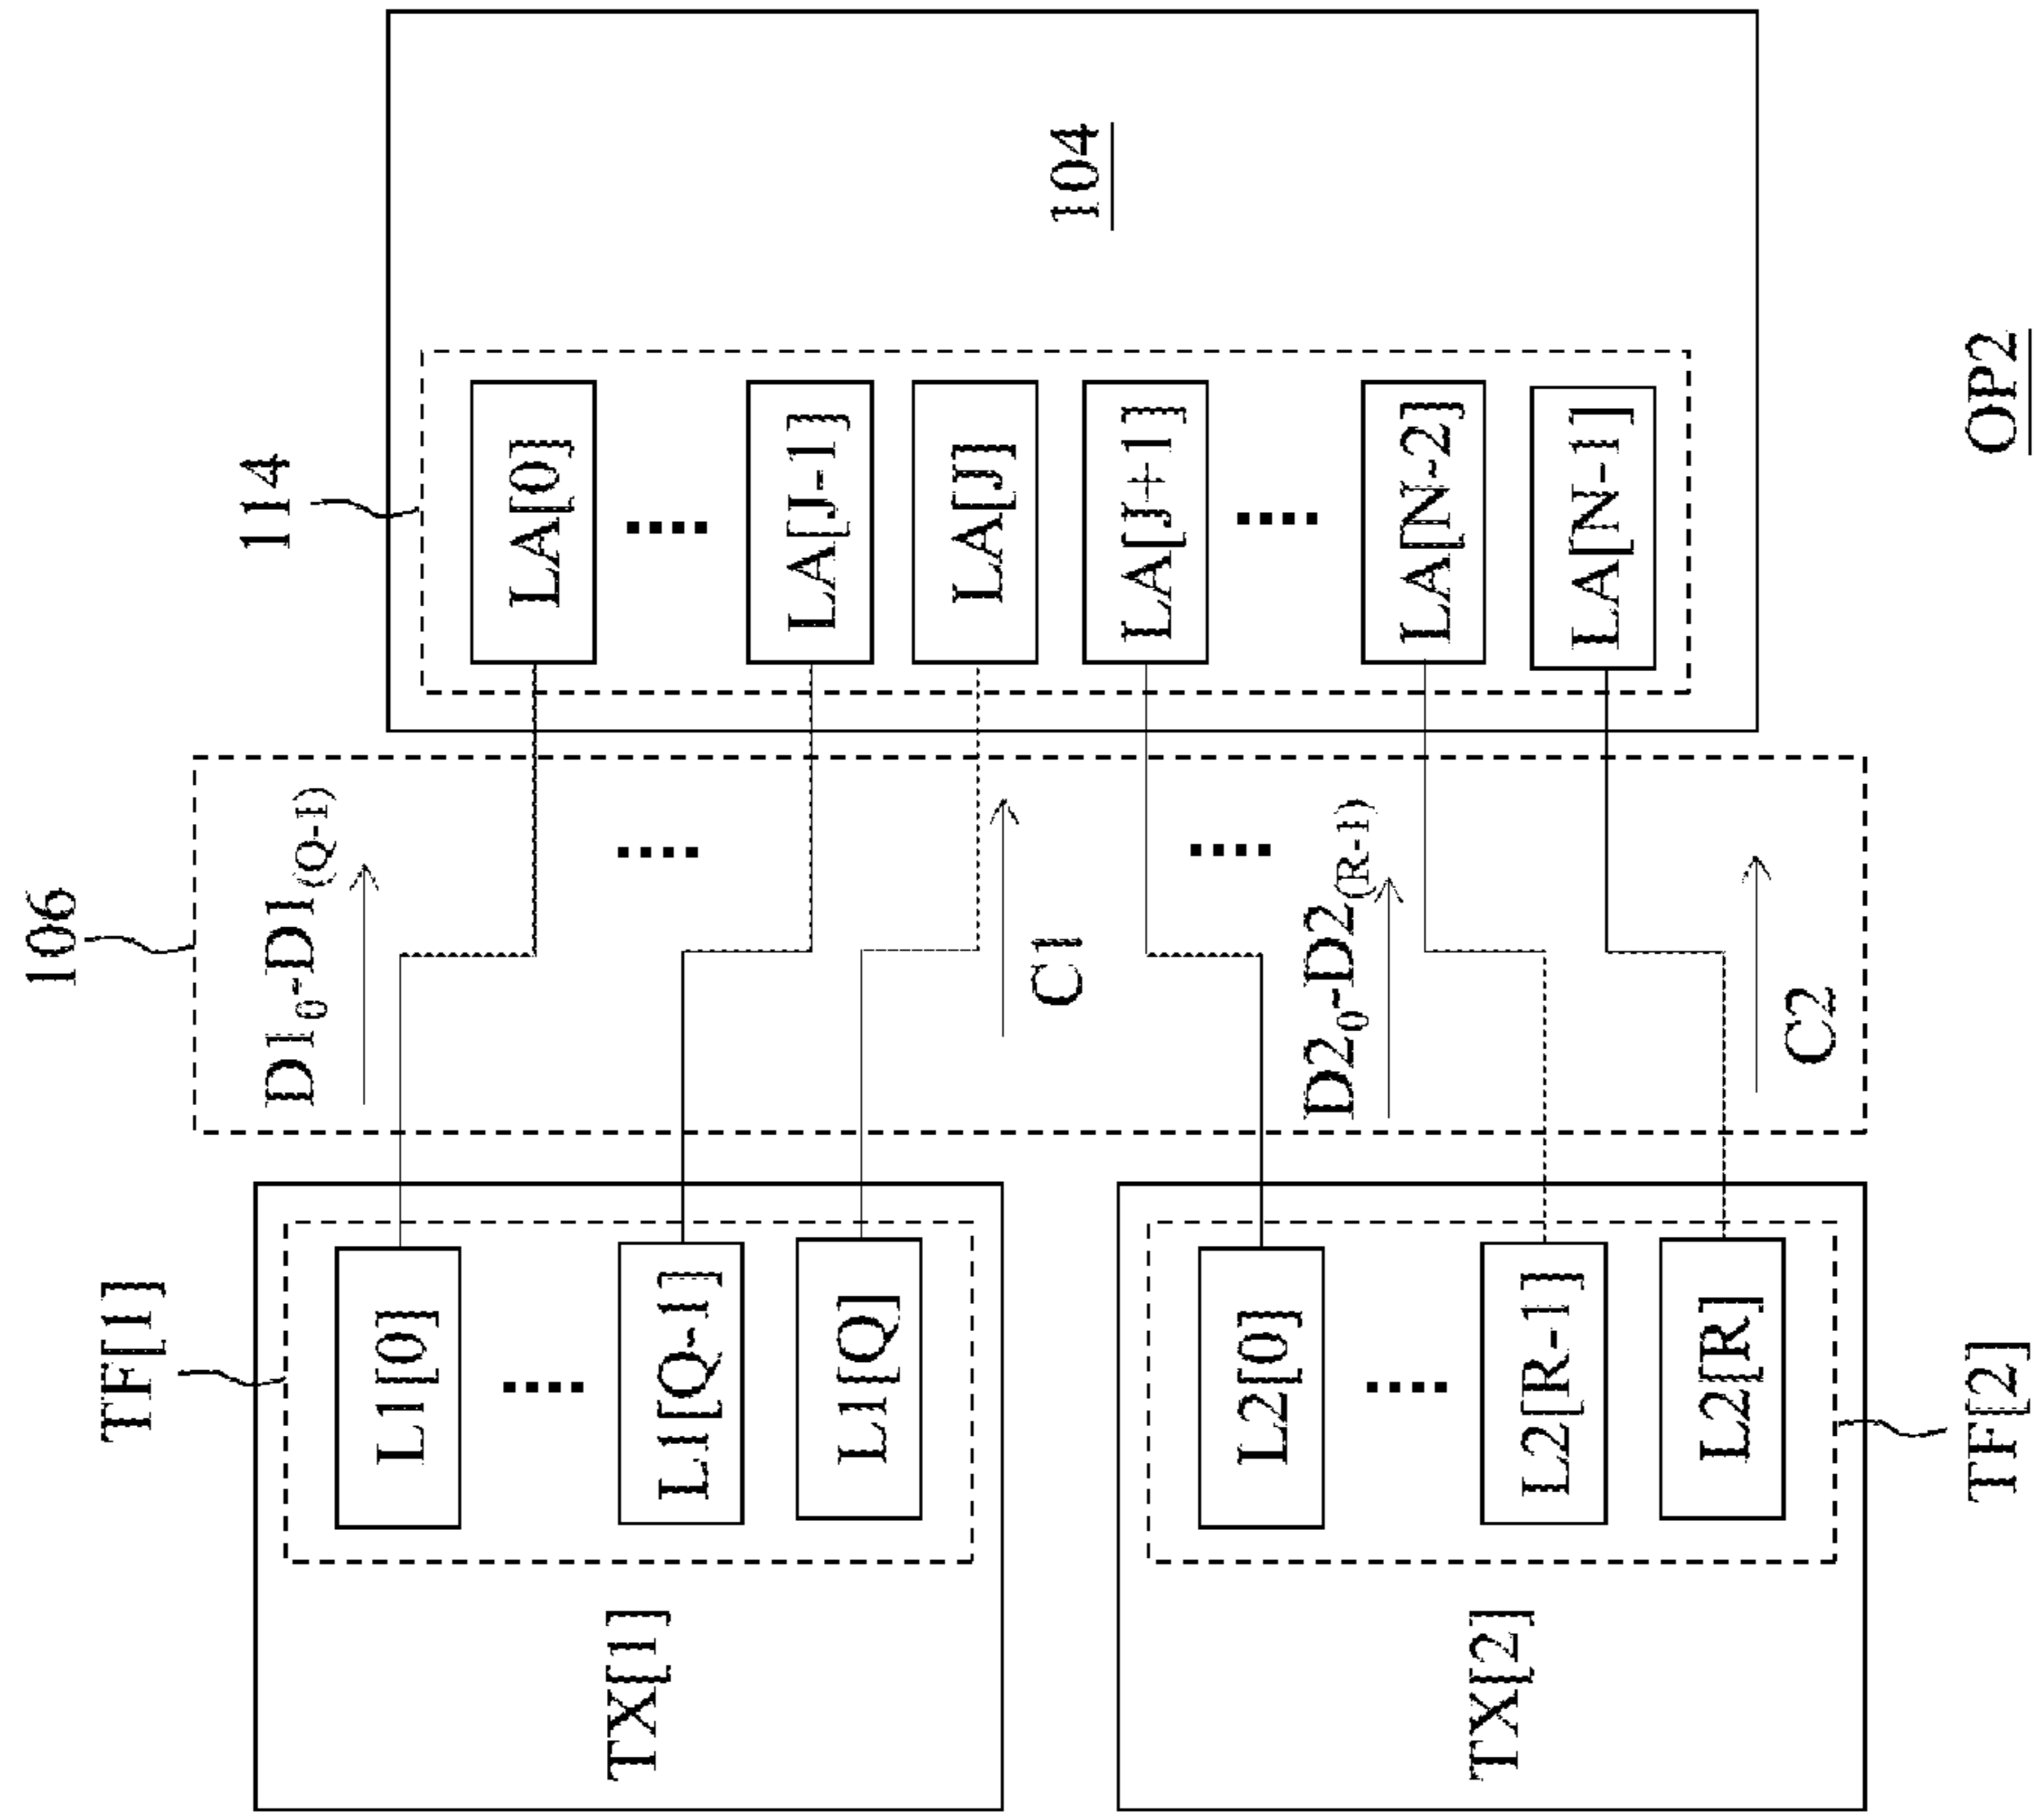 106
114
TF[1]
D1₀~D1₍Q-1₎
L1[0]
LA[0]
TX[1]
L1[Q-1]
LA[J-1]
L1[Q]
LA[J]
C1
104
L2[0]
LA[J+1]
D2₀~D2₍R-1₎
TX[2]
L2[R-1]
LA[N-2]
L2[R]
LA[N-1]
C2
TF[2]
OP2